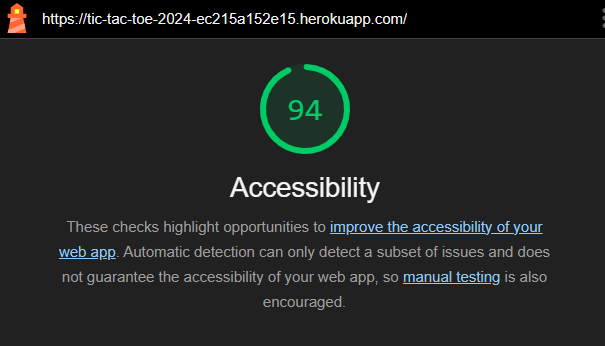 https://tic-tac-toe-2024-ec215a152e15.herokuapp.com/
94
Accessibility
These checks highlight opportunities to improve the accessibility of your
web app. Automatic detection can only detect a subset of issues and does
not guarantee the accessibility of your web app, so manual testing is also
encouraged.